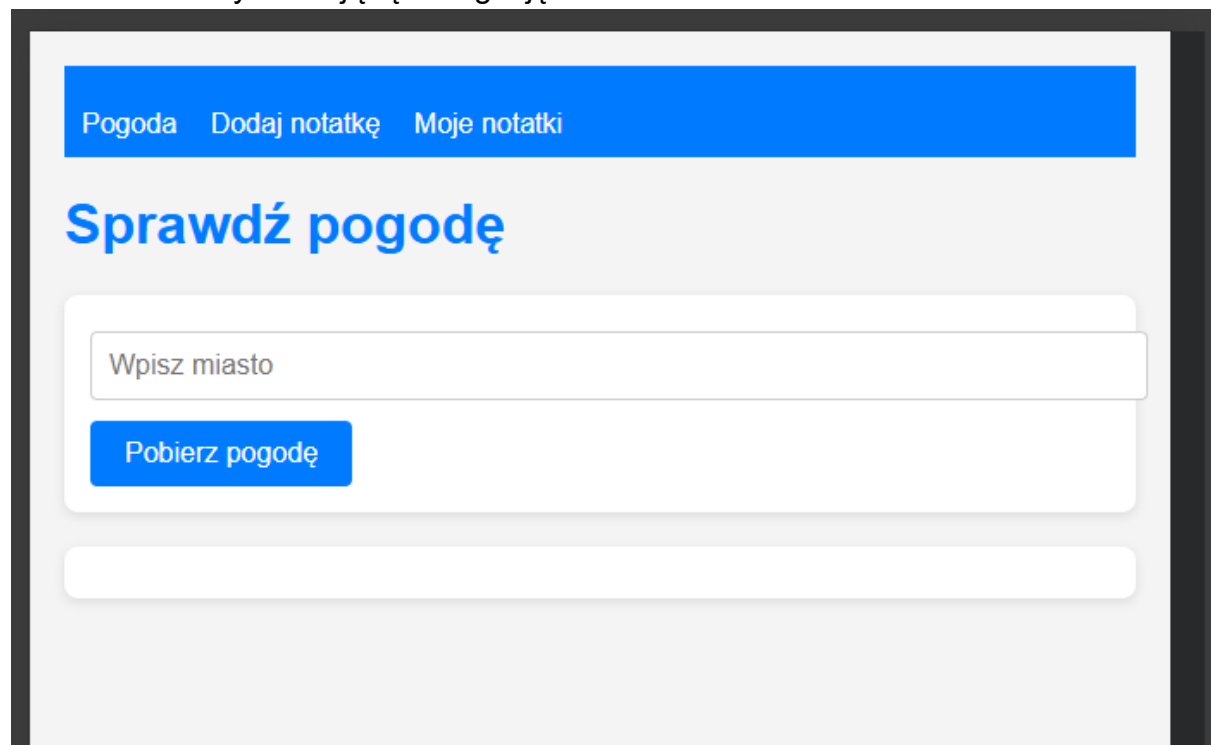 Pogoda Dodaj notatkę Moje notatki
Sprawdź pogodę
Wpisz miasto
Pobierz pogodę